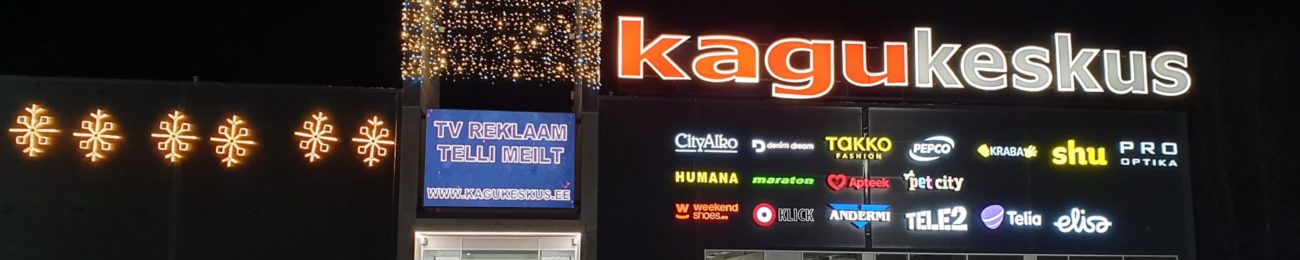 kagukeskus
TV REKLAAM
TELLI MEILT
WWW.KAGUKESKUS.EE
CityAlko denim dream TAKKO FASHION PEPCO KRABA shu PRO OPTIKA
HUMANA maraton Apteek pet city
weekend shoes.ee KLICK ANDERMI TELE2 Telia elisa